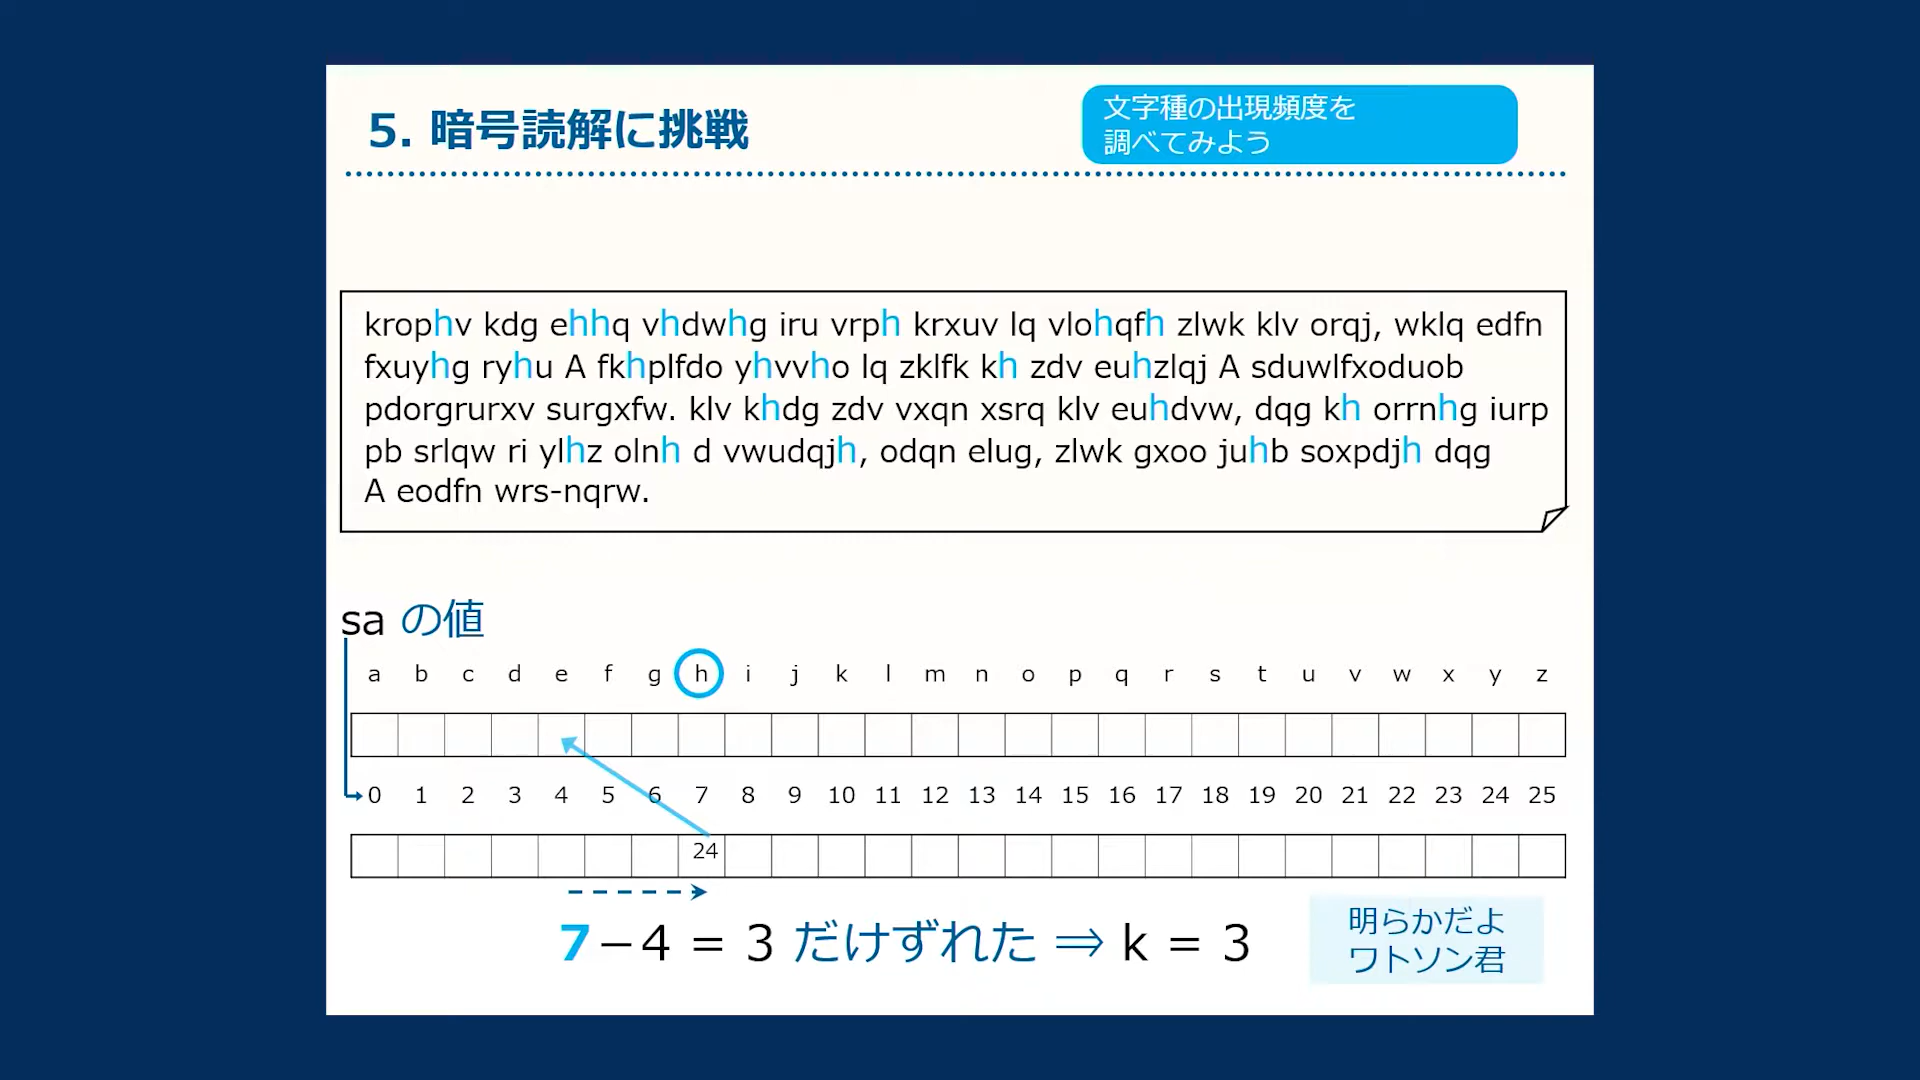 5. 暗号読解に挑戦
文字種の出現頻度を
調べてみよう
krophv kdg ehhq vhdwhg iru vrph krxuv lq vlohqfh zlwk klv orqj, wklq edfn
fxuyhg ryhu A fkhplfdo yhvvho lq zklfk kh zdv euhzlqj A sduwlfxoduob
pdorgrurxv surgxfw. klv khdg zdv vxqn xsrq klv euhdvw, dqg kh orrnhg iurp
pb srlqw ri ylhz olnh d vwudqjh, odqn elug, zlwk gxoo juhb soxpdjh dqg
A eodfn wrs-nqrw.
sa の値
a b c d e f g h i j k l m n o p q r s t u v w x y z
0 1 2 3 4 5 6 7 8 9 10 11 12 13 14 15 16 17 18 19 20 21 22 23 24 25
24
7－4 = 3 だけずれた ⇒ k = 3
明らかだよ
ワトソン君